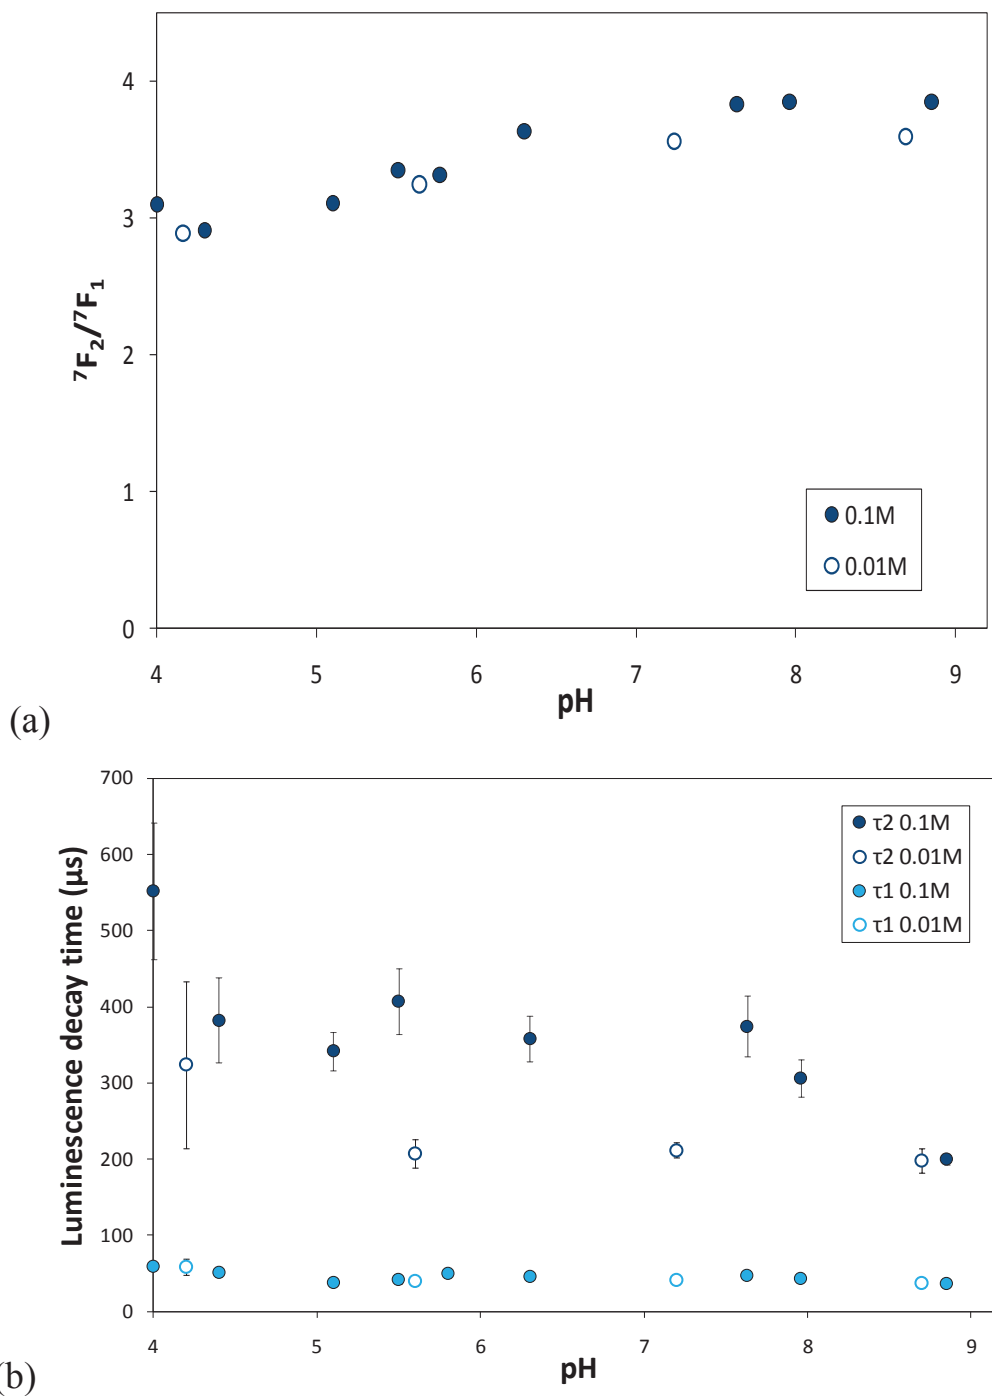 4
3
2
1
0
⁷F₂/⁷F₁
0.1M
0.01M
4 5 6 7 8 9
pH
(a)
700
600
500
400
300
200
100
0
Luminescence decay time (μs)
τ2 0.1M
τ2 0.01M
τ1 0.1M
τ1 0.01M
4 5 6 7 8 9
pH
(b)